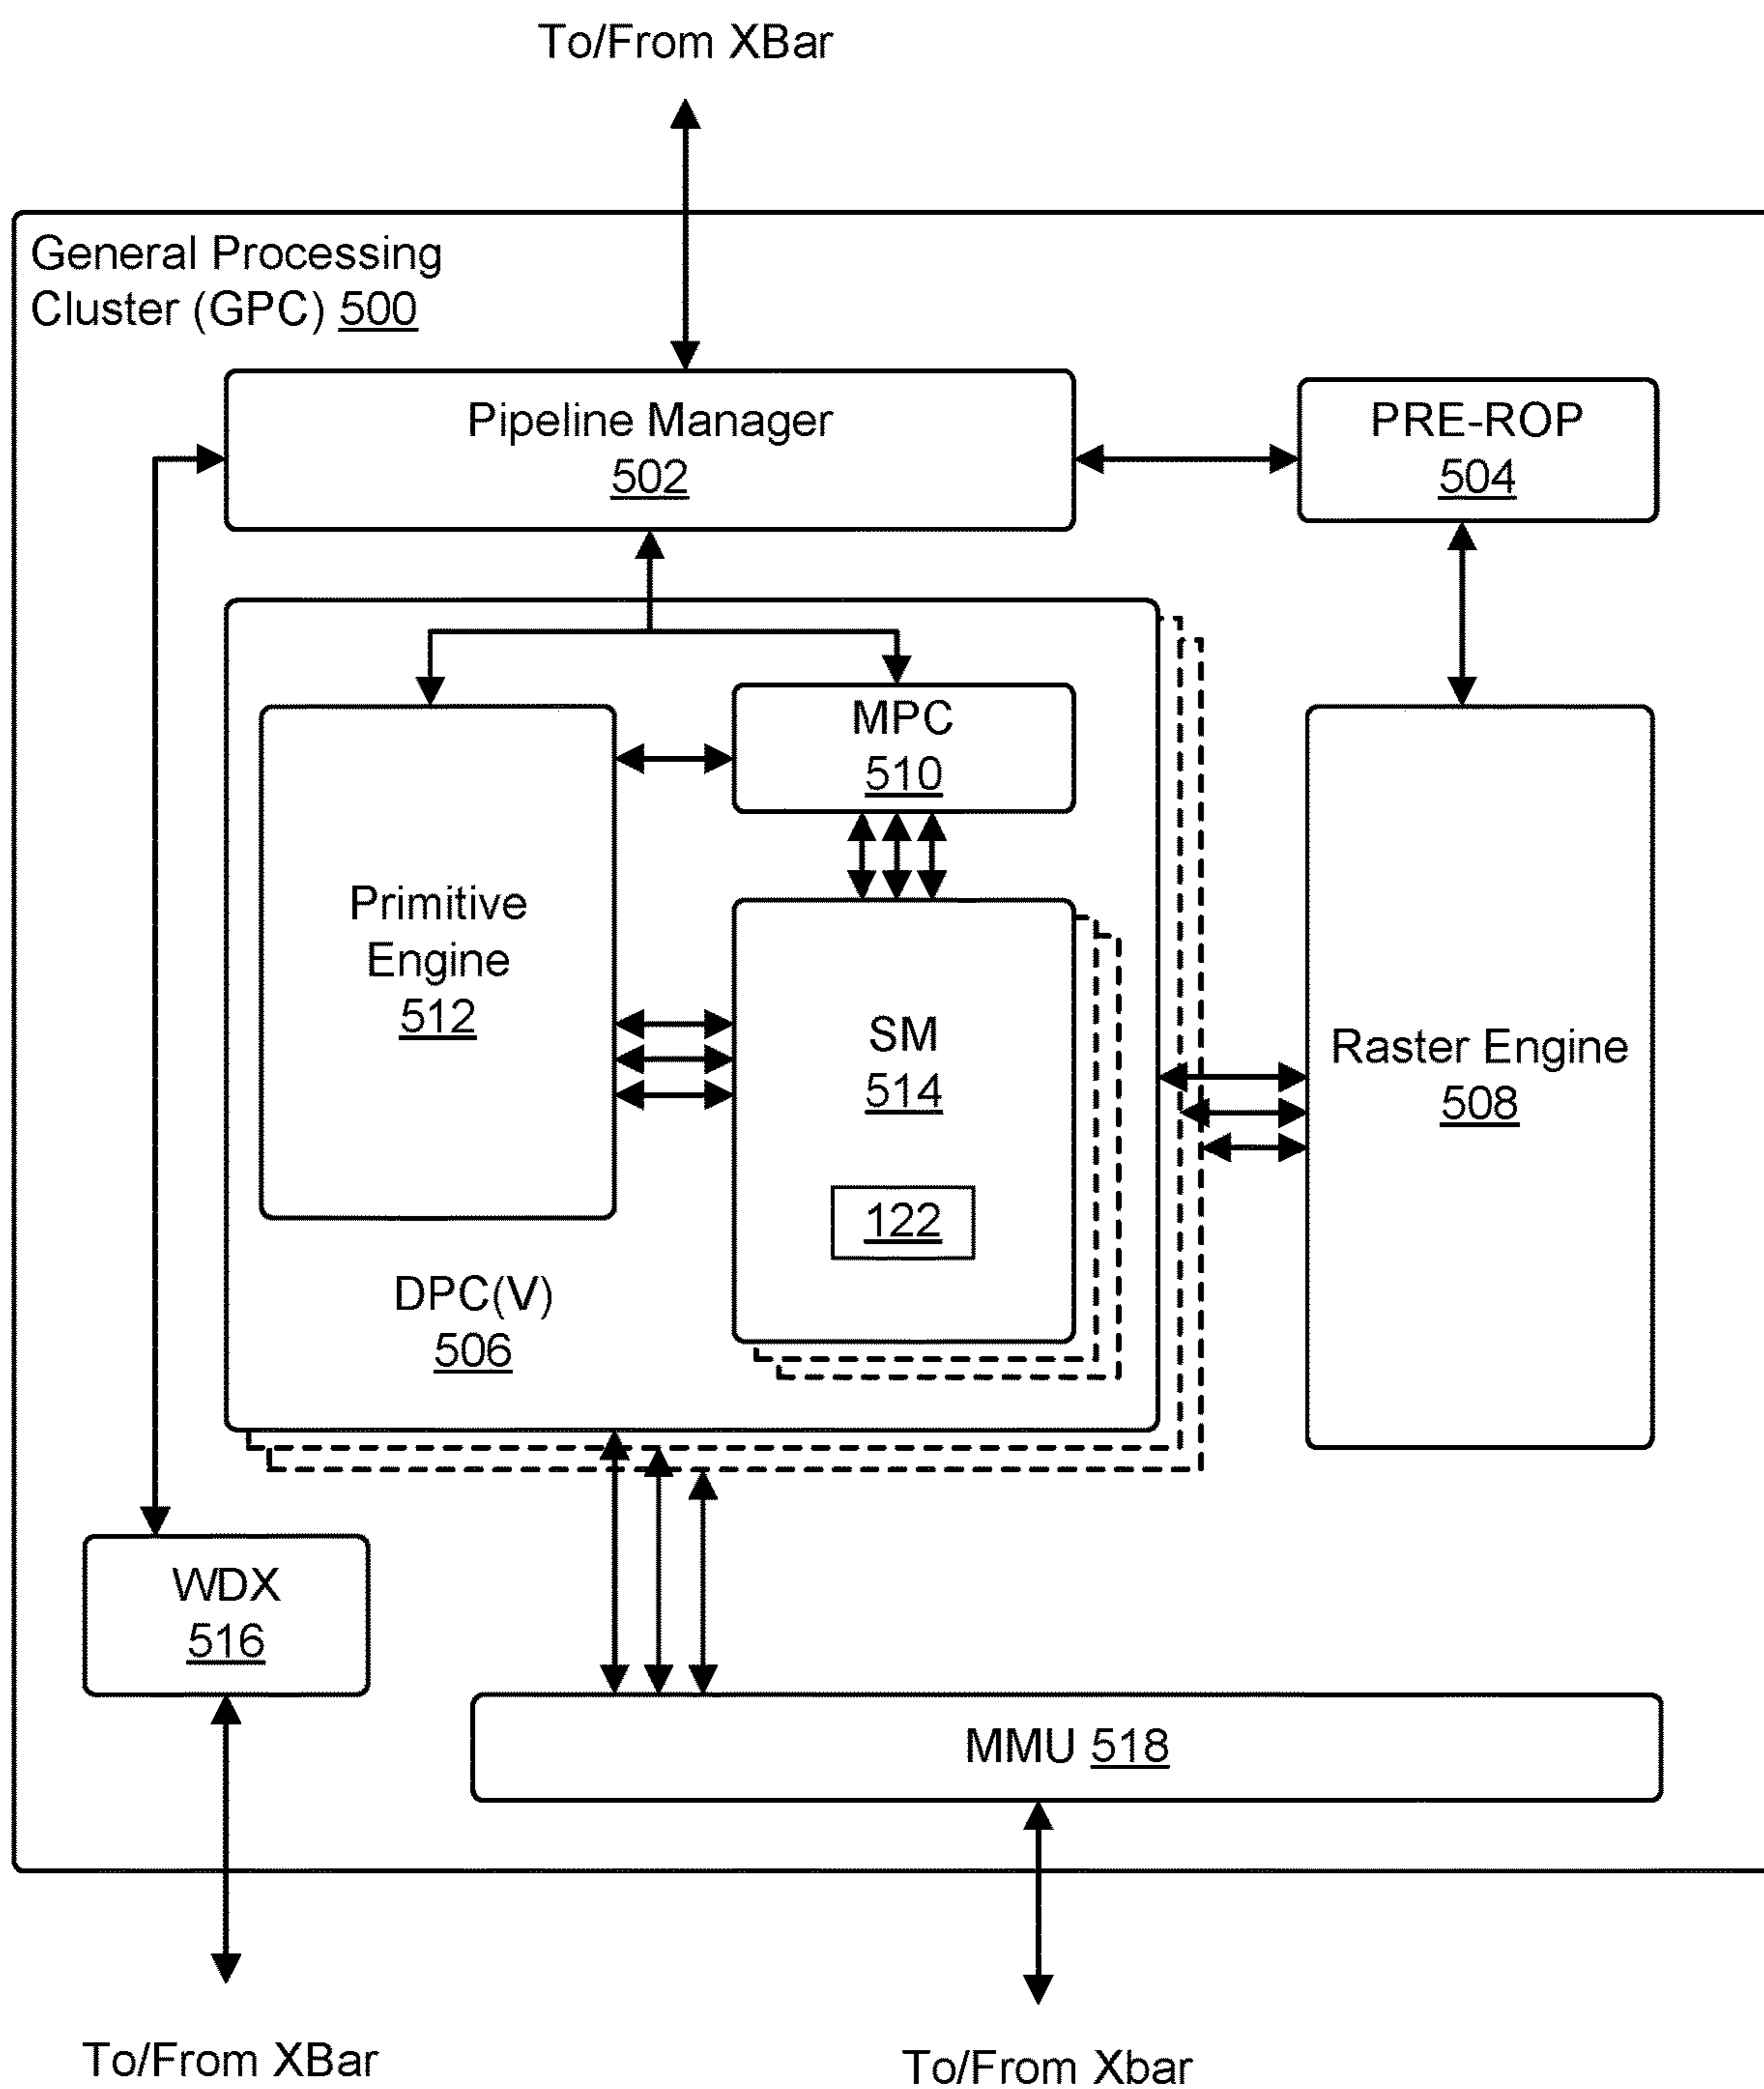 To/From XBar
General Processing
Cluster (GPC) 500
Pipeline Manager
502
PRE-ROP
504
MPC
510
Primitive
Engine
512
SM
514
122
Raster Engine
508
DPC(V)
506
WDX
516
MMU 518
To/From XBar
To/From Xbar